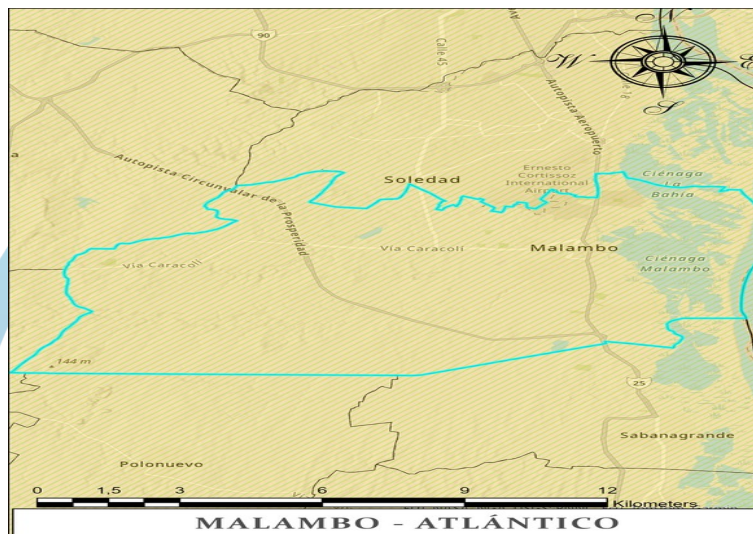 N
90
Calle 45
W
E
S
Autopista Aeropuerto
a
Autopista Circunvalar de la Prosperidad
Soledad
Ernesto
Cortissoz
International
Airport
Ciénaga
La
Bahía
Vía Caracolí
Malambo
Vía Caracolí
Ciénaga
Malambo
144 m
25
Sabanagrande
Polonuevo
0 1,5 3 6 9 12
Kilometers
MALAMBO - ATLÁNTICO